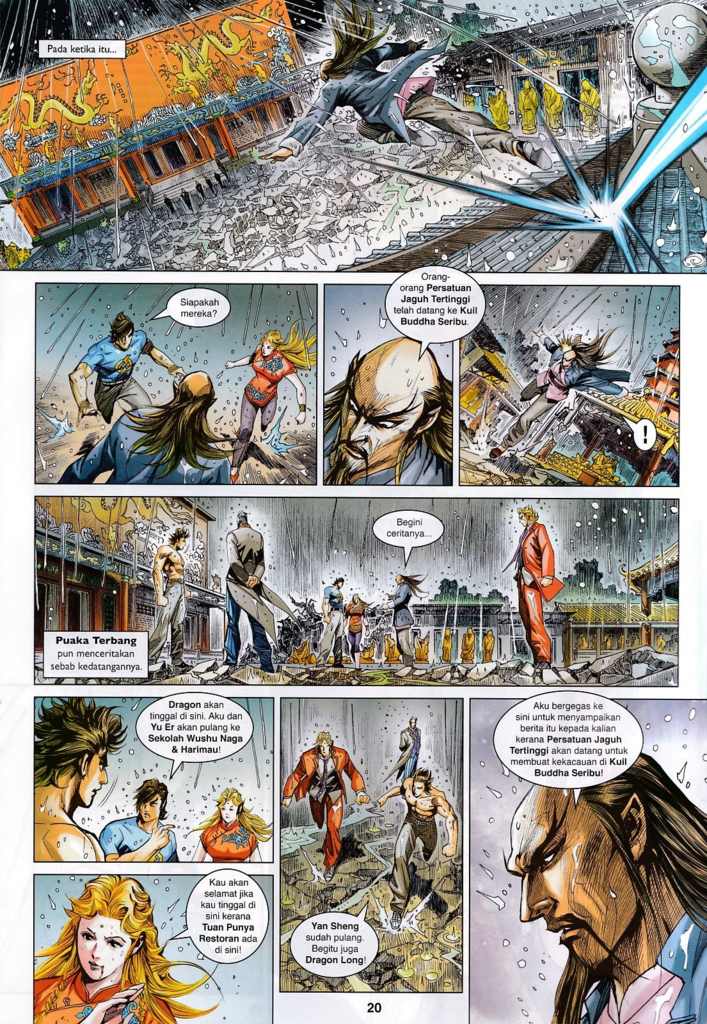 Pada ketika itu...
Siapakah
mereka?
Orang-
orang Persatuan
Jaguh Tertinggi
telah datang ke Kuil
Buddha Seribu.
!
Begini
ceritanya...
Puaka Terbang
pun menceritakan
sebab kedatangannya.
Dragon akan
tinggal di sini. Aku dan
Yu Er akan pulang ke
Sekolah Wushu Naga
& Harimau!
Kau akan
selamat jika
kau tinggal di
sini kerana
Tuan Punya
Restoran ada
di sini!
Yan Sheng
sudah pulang.
Begitu juga
Dragon Long!
Aku bergegas ke
sini untuk menyampaikan
berita itu kepada kalian
kerana Persatuan Jaguh
Tertinggi akan datang untuk
membuat kekacauan di Kuil
Buddha Seribu!
20